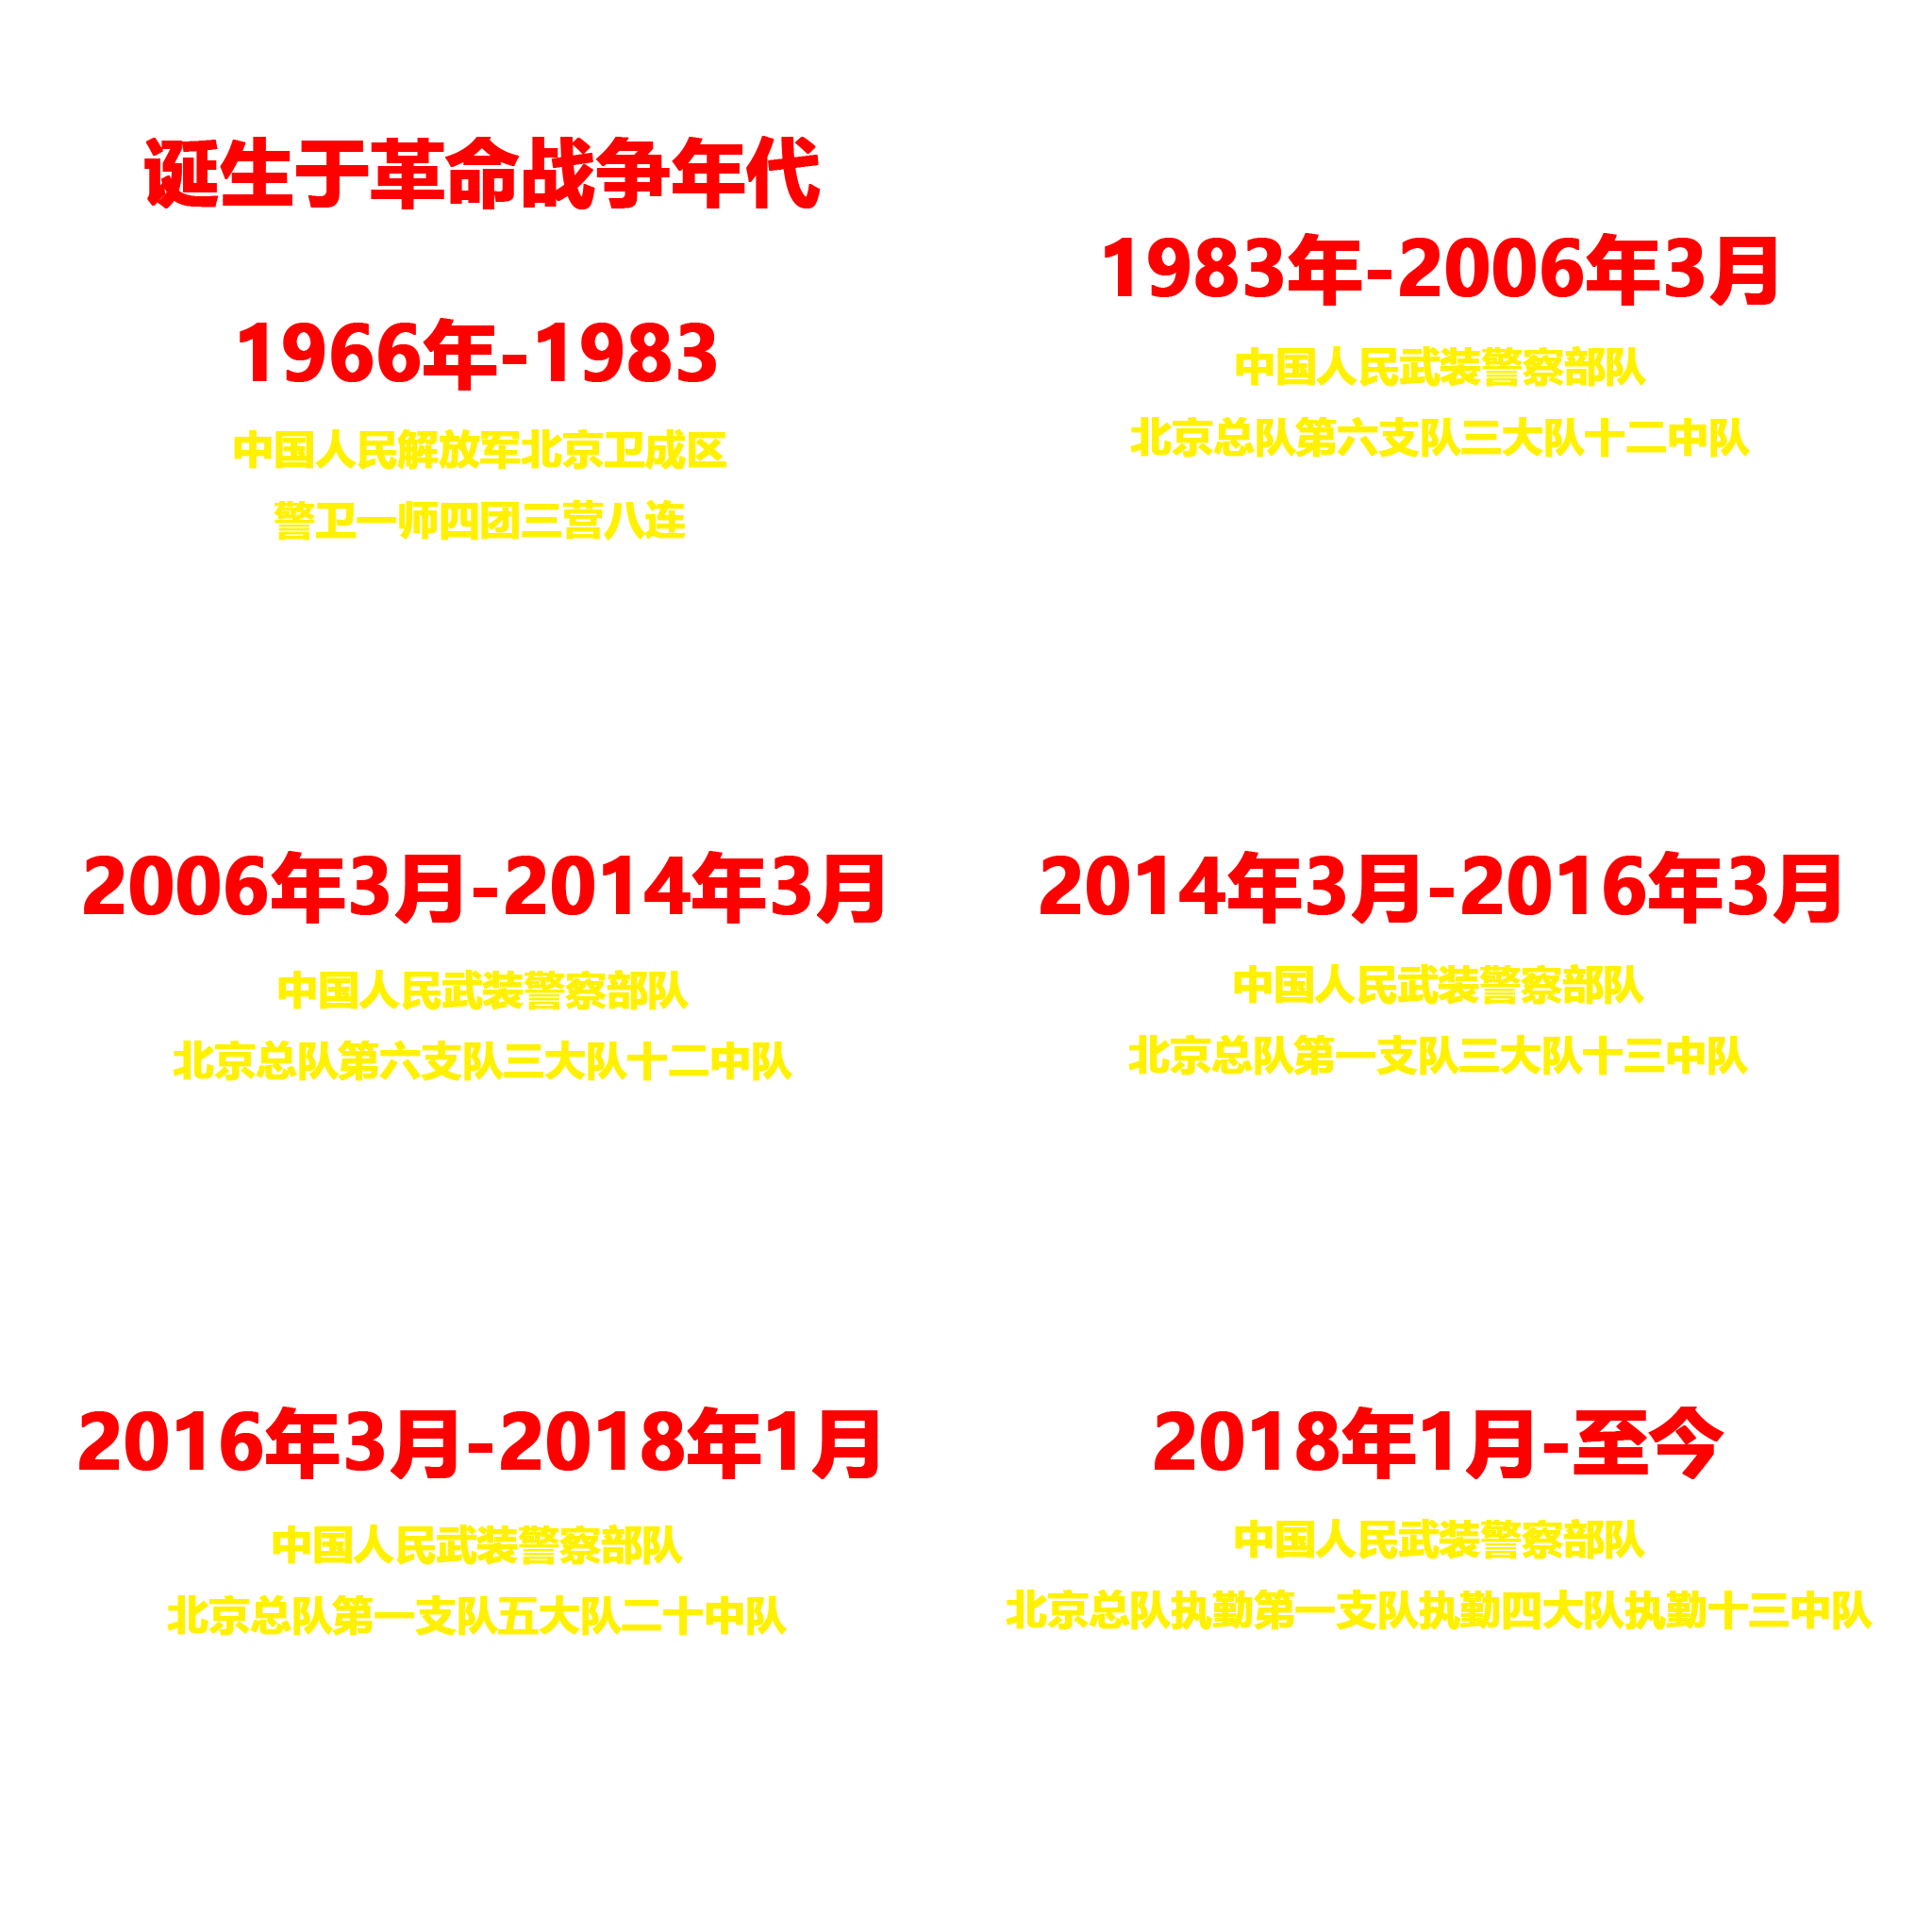 诞生于革命战争年代
1966年-1983
中国人民解放军北京卫成区
警卫一师四团三营八连
1983年-2006年3月
中国人民武装警察部队
北京总队第六支队三大队十二中队
2006年3月-2014年3月
中国人民武装警察部队
北京总队第六支队三大队十二中队
2014年3月-2016年3月
中国人民武装警察部队
北京总队第一支队三大队十三中队
2016年3月-2018年1月
中国人民武装警察部队
北京总队第一支队五大队二十中队
2018年1月-至今
中国人民武装警察部队
北京总队执勤第一支队执勤四大队执勤十三中队